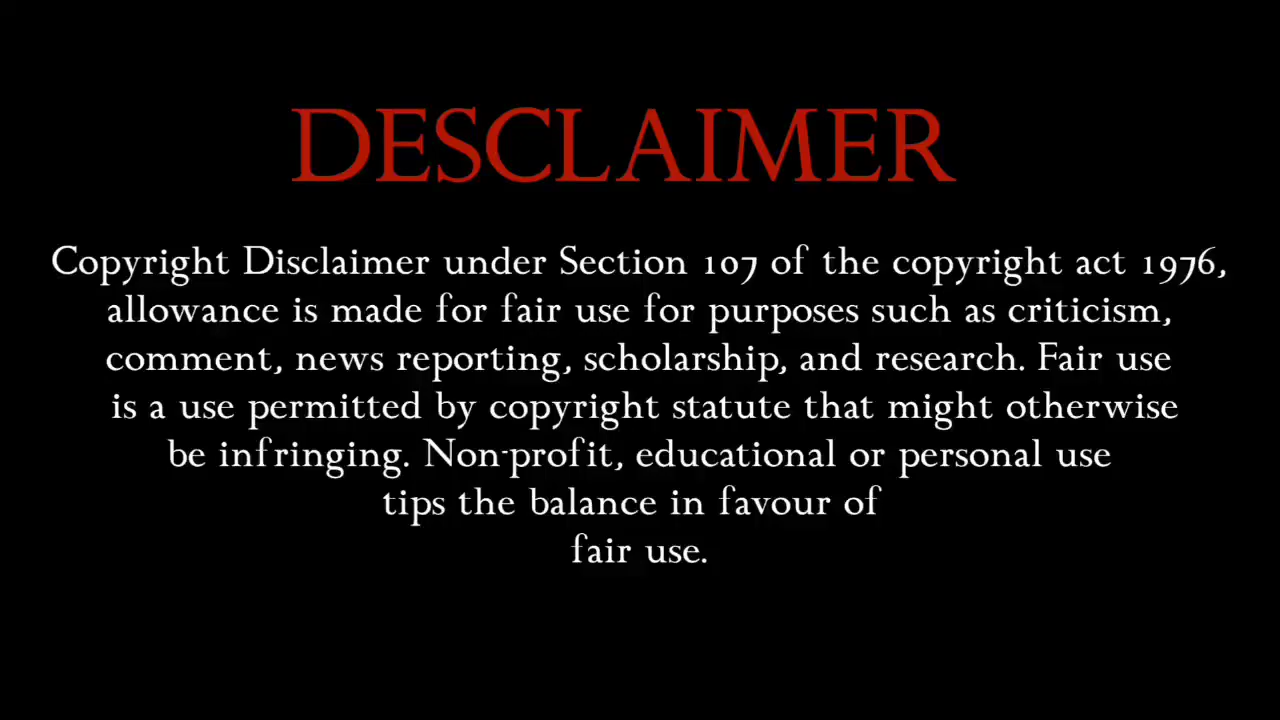 DESCLAIMER
Copyright Disclaimer under Section 107 of the copyright act 1976,
allowance is made for fair use for purposes such as criticism,
comment, news reporting, scholarship, and research. Fair use
is a use permitted by copyright statute that might otherwise
be infringing. Non-profit, educational or personal use
tips the balance in favour of
fair use.